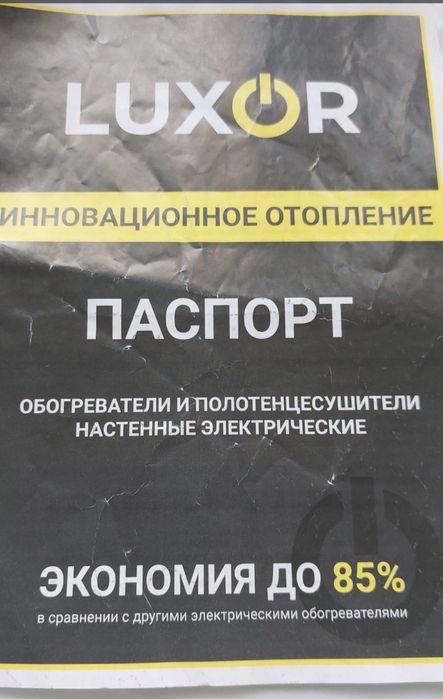 LUXOR
ИННОВАЦИОННОЕ ОТОПЛЕНИЕ
ПАСПОРТ
ОБОГРЕВАТЕЛИ И ПОЛОТЕНЦЕСУШИТЕЛИ
НАСТЕННЫЕ ЭЛЕКТРИЧЕСКИЕ
ЭКОНОМИЯ ДО 85%
в сравнении с другими электрическими обогревателями